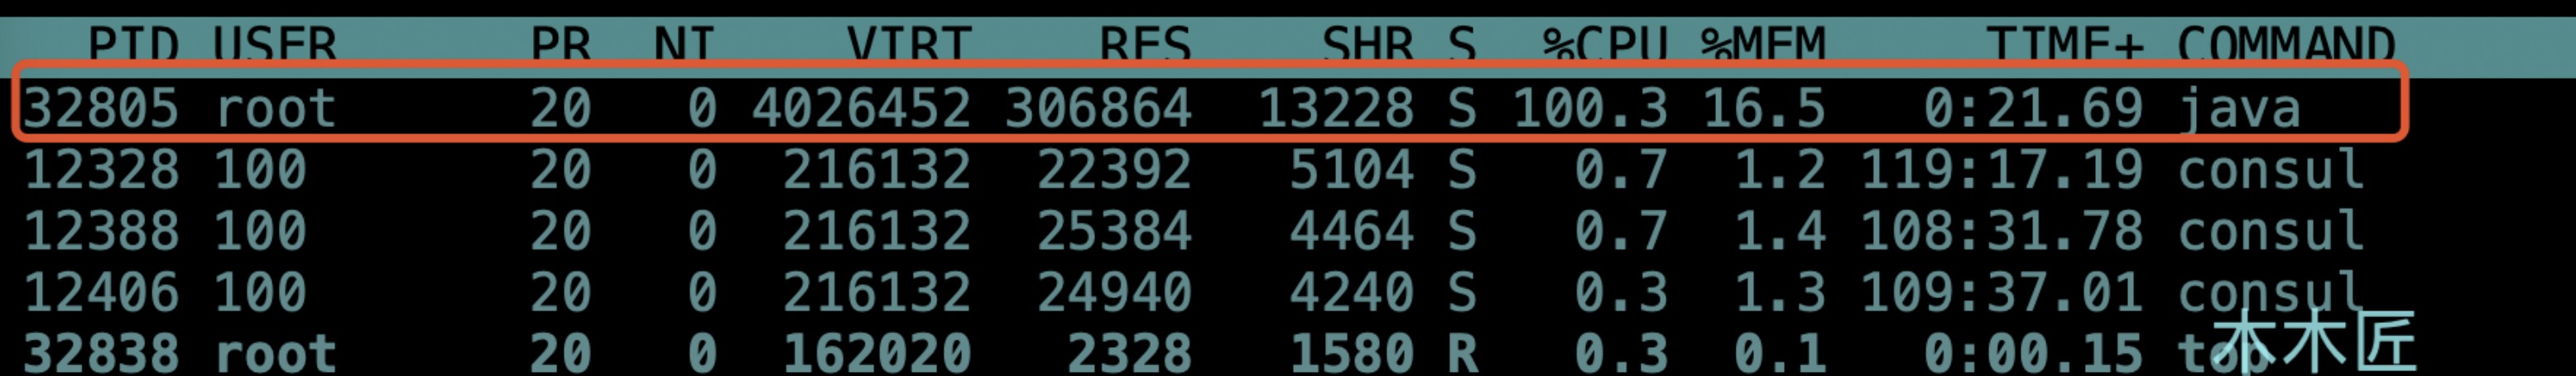 PID USER PR NI VIRT RES SHR S %CPU %MEM TIME+ COMMAND
32805 root 20 0 4026452 306864 13228 S 100.3 16.5 0:21.69 java
12328 100 20 0 216132 22392 5104 S 0.7 1.2 119:17.19 consul
12388 100 20 0 216132 25384 4464 S 0.7 1.4 108:31.78 consul
12406 100 20 0 216132 24940 4240 S 0.3 1.3 109:37.01 consul
32838 root 20 0 162020 2328 1580 R 0.3 0.1 0:00.15 top
木木匠